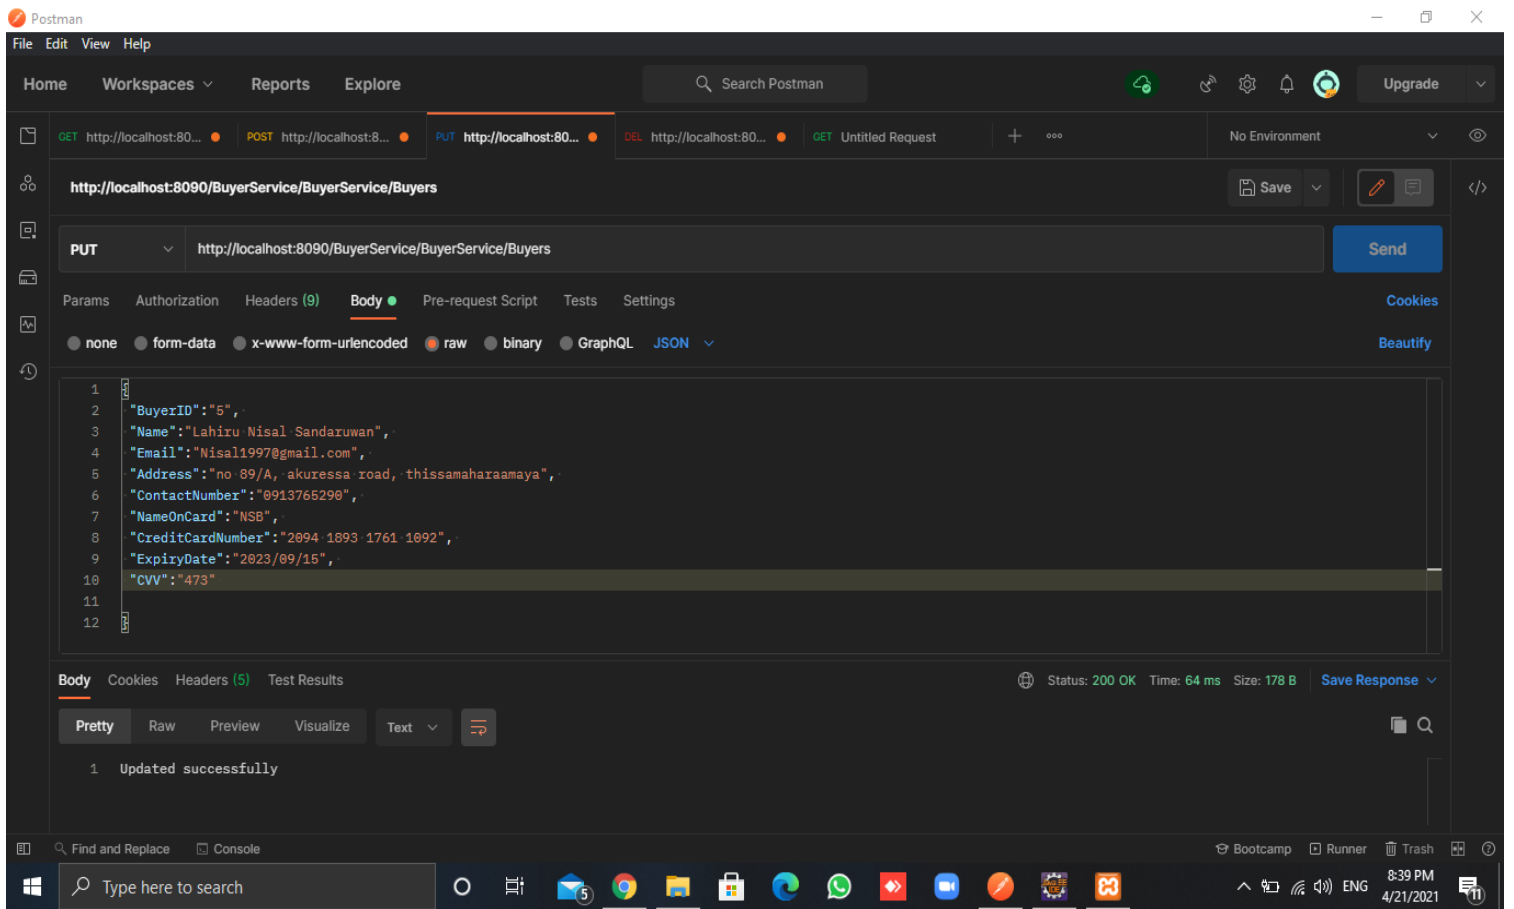 Postman
File Edit View Help
Home Workspaces Reports Explore Search Postman Upgrade
GET http://localhost:80... POST http://localhost:8... PUT http://localhost:80... DEL http://localhost:80... GET Untitled Request + ooo No Environment
http://localhost:8090/BuyerService/BuyerService/Buyers Save </>
PUT http://localhost:8090/BuyerService/BuyerService/Buyers Send
Params Authorization Headers (9) Body Pre-request Script Tests Settings Cookies
none form-data x-www-form-urlencoded raw binary GraphQL JSON Beautify
1 {
2 "BuyerID":"5",
3 "Name":"Lahiru Nisal Sandaruwan",
4 "Email":"Nisal1997@gmail.com",
5 "Address":"no 89/A, akuressa road, thissamaharaamaya",
6 "ContactNumber":"0913765290",
7 "NameOnCard":"NSB",
8 "CreditCardNumber":"2094 1893 1761 1092",
9 "ExpiryDate":"2023/09/15",
10 "CVV":"473"
11
12 }
Body Cookies Headers (5) Test Results Status: 200 OK Time: 64 ms Size: 178 B Save Response
Pretty Raw Preview Visualize Text
1 Updated successfully
Find and Replace Console Bootcamp Runner Trash
Type here to search 5 ENG 8:39 PM
4/21/2021 11